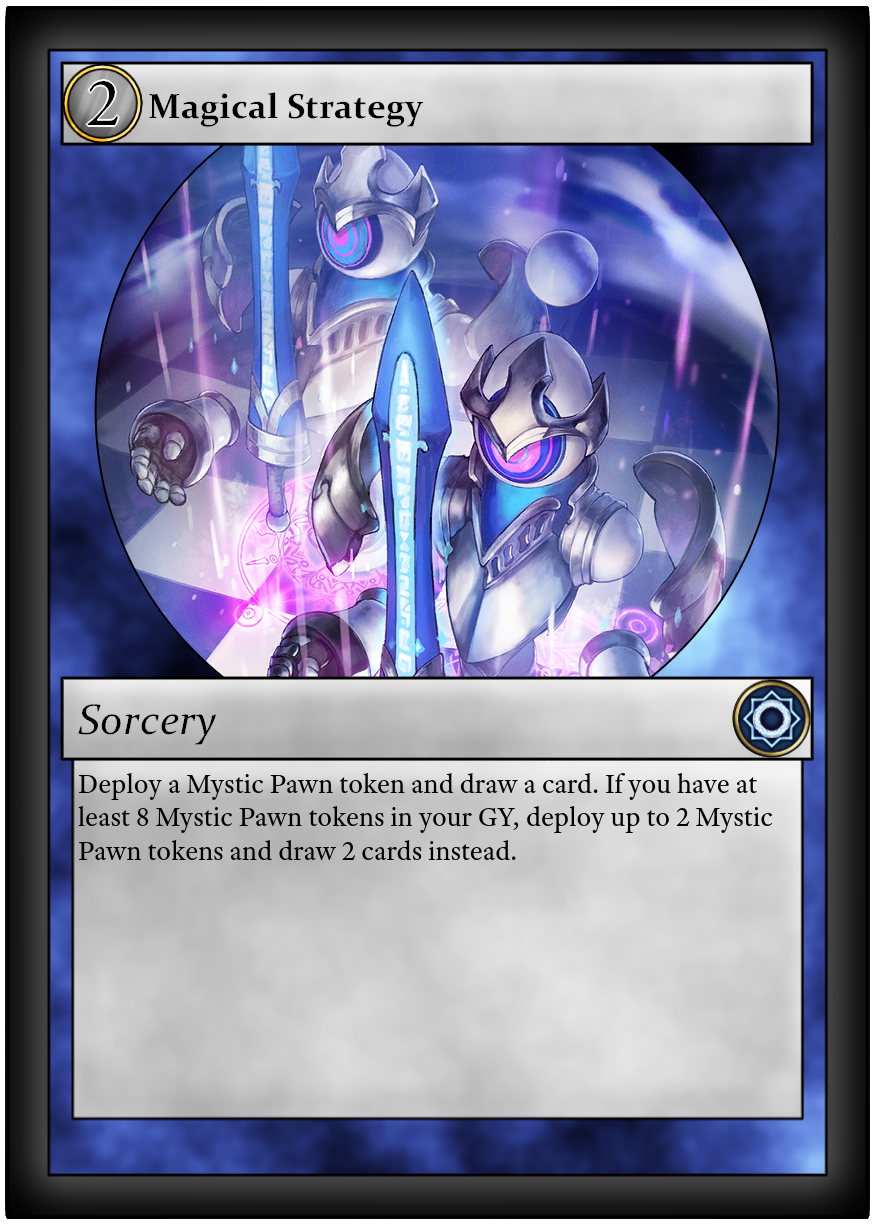 2 Magical Strategy
Sorcery
Deploy a Mystic Pawn token and draw a card. If you have at
least 8 Mystic Pawn tokens in your GY, deploy up to 2 Mystic
Pawn tokens and draw 2 cards instead.